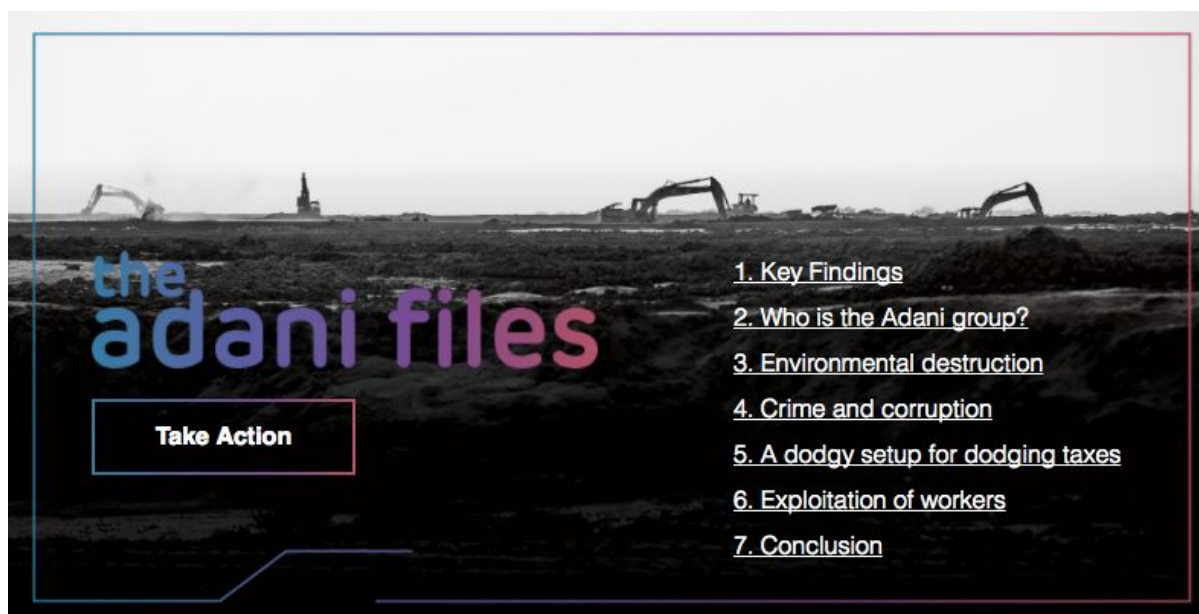 the
adani files
Take Action
1. Key Findings
2. Who is the Adani group?
3. Environmental destruction
4. Crime and corruption
5. A dodgy setup for dodging taxes
6. Exploitation of workers
7. Conclusion